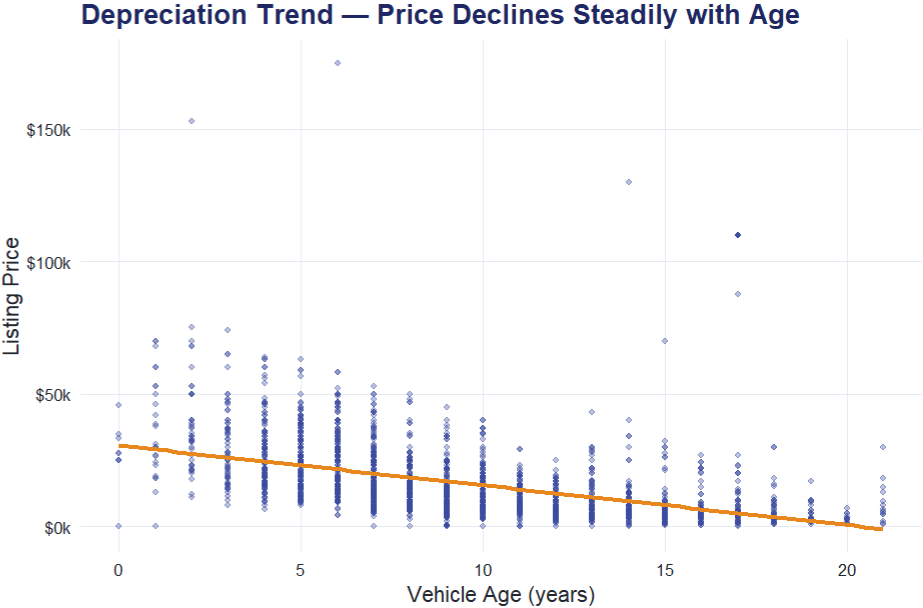 Depreciation Trend — Price Declines Steadily with Age
Listing Price
$150k
$100k
$50k
$0k
0 5 10 15 20
Vehicle Age (years)